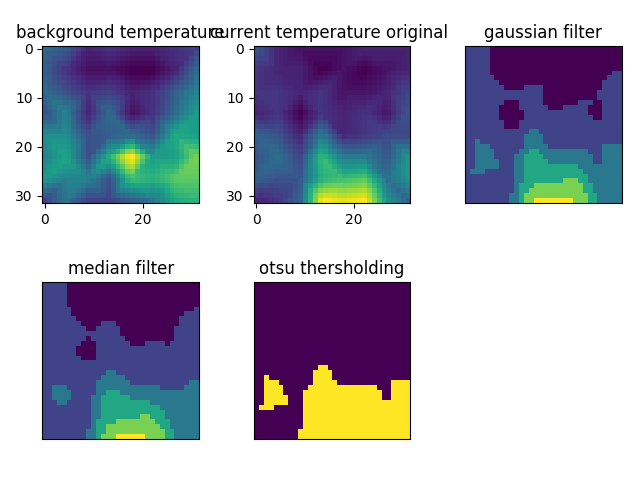 background temperature
current temperature original
gaussian filter
0
10
20
30
0
20
0
10
20
30
0
20
median filter
otsu thersholding